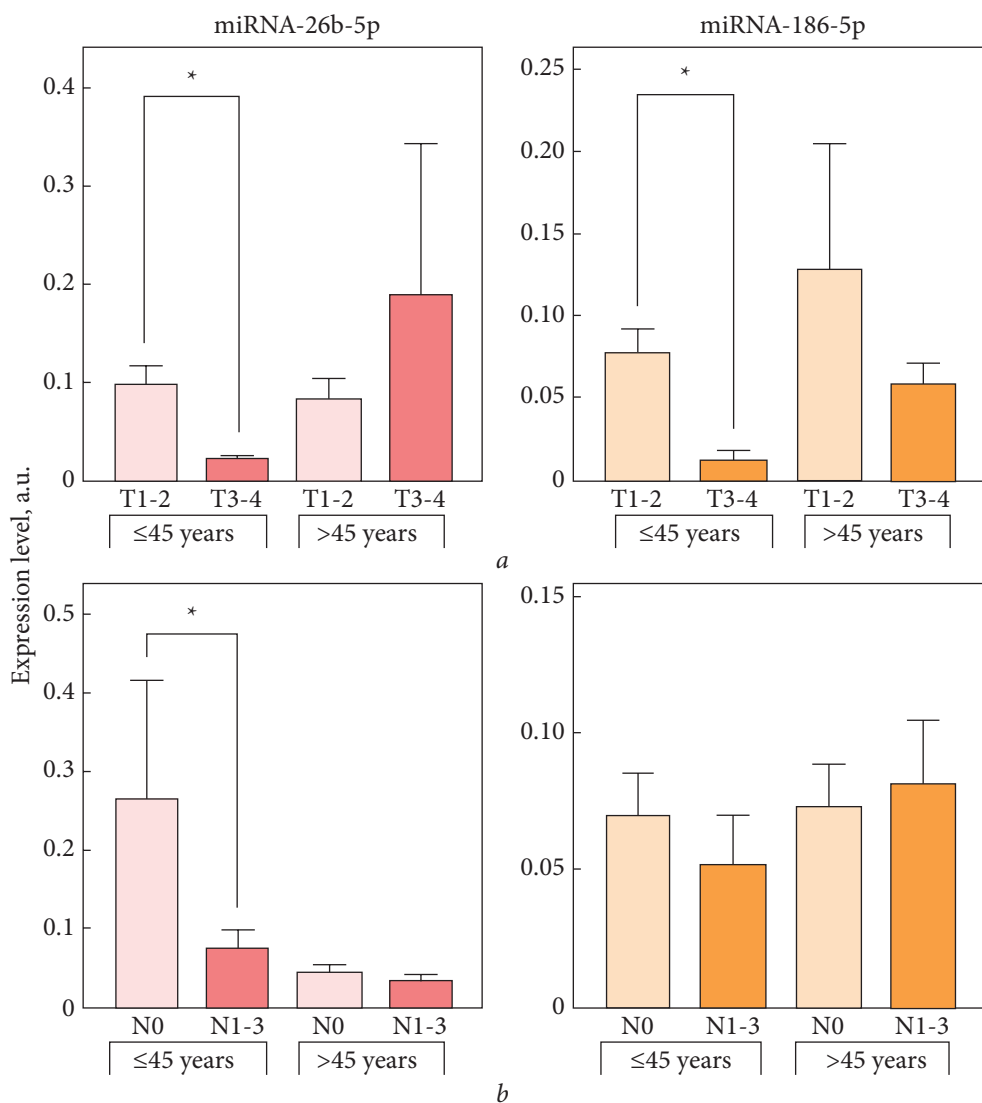 miRNA-26b-5p
miRNA-186-5p
Expression level, a.u.
*
0.4
0.3
0.2
0.1
0
T1-2 T3-4 T1-2 T3-4
≤45 years >45 years
*
0.25
0.20
0.15
0.10
0.05
0
T1-2 T3-4 T1-2 T3-4
≤45 years >45 years
a
*
0.5
0.4
0.3
0.2
0.1
0
N0 N1-3 N0 N1-3
≤45 years >45 years
0.15
0.10
0.05
0
N0 N1-3 N0 N1-3
≤45 years >45 years
b